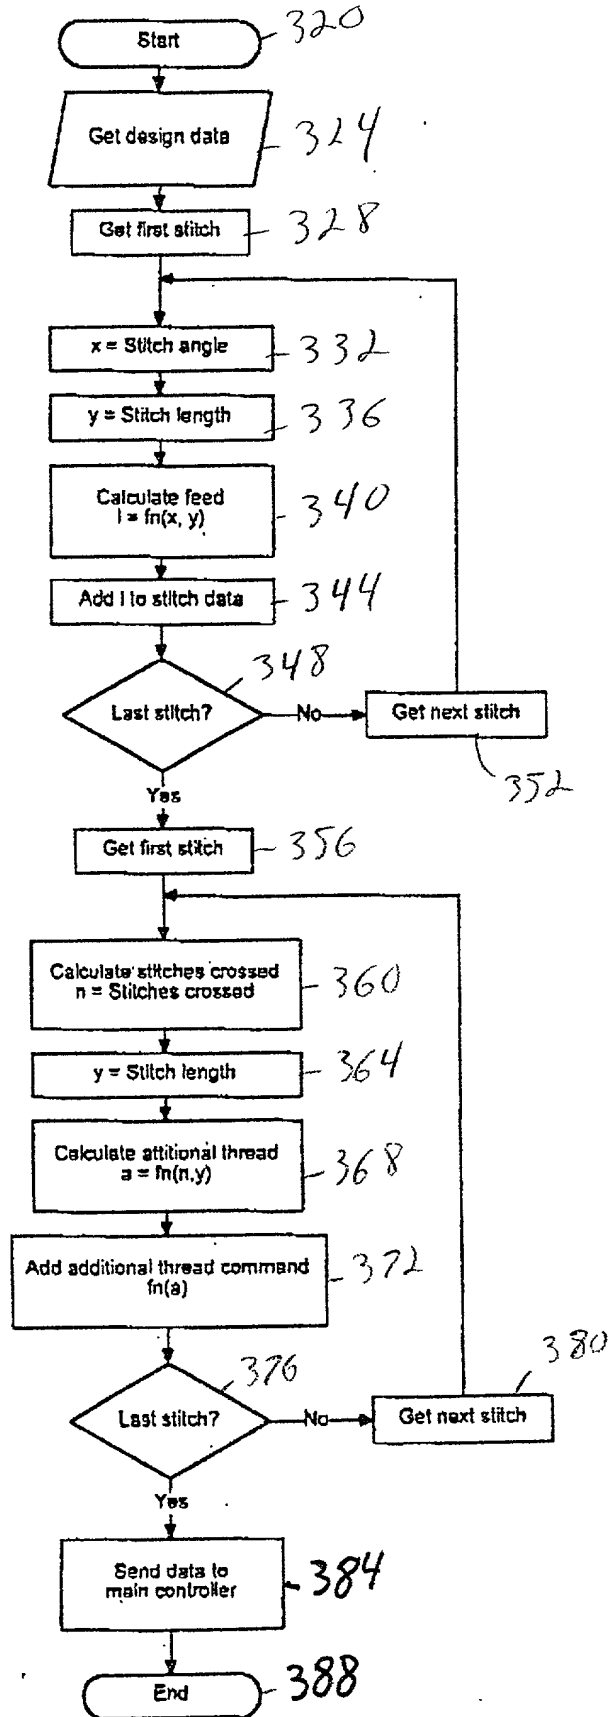 Start
320
Get design data
324
Get first stitch
328
x = Stitch angle
332
y = Stitch length
336
Calculate feed
l = fn(x, y)
340
Add l to stitch data
344
348
Last stitch?
No
Get next stitch
352
Yes
Get first stitch
356
Calculate stitches crossed
n = Stitches crossed
360
y = Stitch length
364
Calculate attitional thread
a = fn(n,y)
368
Add additional thread command
fn(a)
372
376
380
Last stitch?
No
Get next stitch
Yes
Send data to
main controller
384
End
388